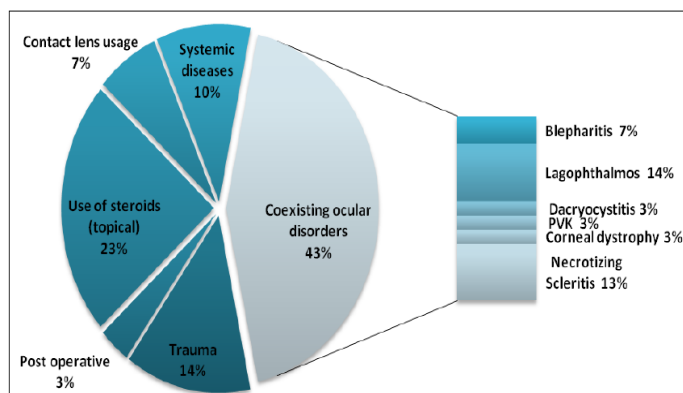 Contact lens usage
7%
Systemic
diseases
10%
Use of steroids
(topical)
23%
Coexisting ocular
disorders
43%
Post operative
3%
Trauma
14%
Blepharitis 7%
Lagophthalmos 14%
Dacryocystitis 3%
PVK 3%
Corneal dystrophy 3%
Necrotizing
Scleritis 13%